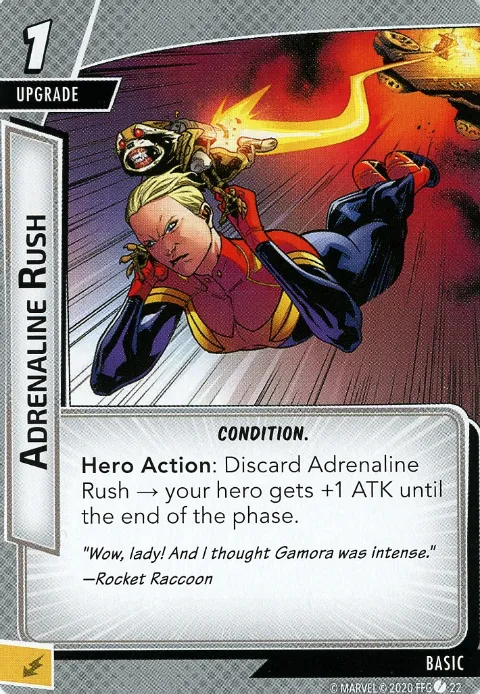 1
UPGRADE
ADRENALINE RUSH
CONDITION.
Hero Action: Discard Adrenaline
Rush → your hero gets +1 ATK until
the end of the phase.
"Wow, lady! And I thought Gamora was intense."
—Rocket Raccoon
BASIC
© MARVEL © 2020 FFG 22